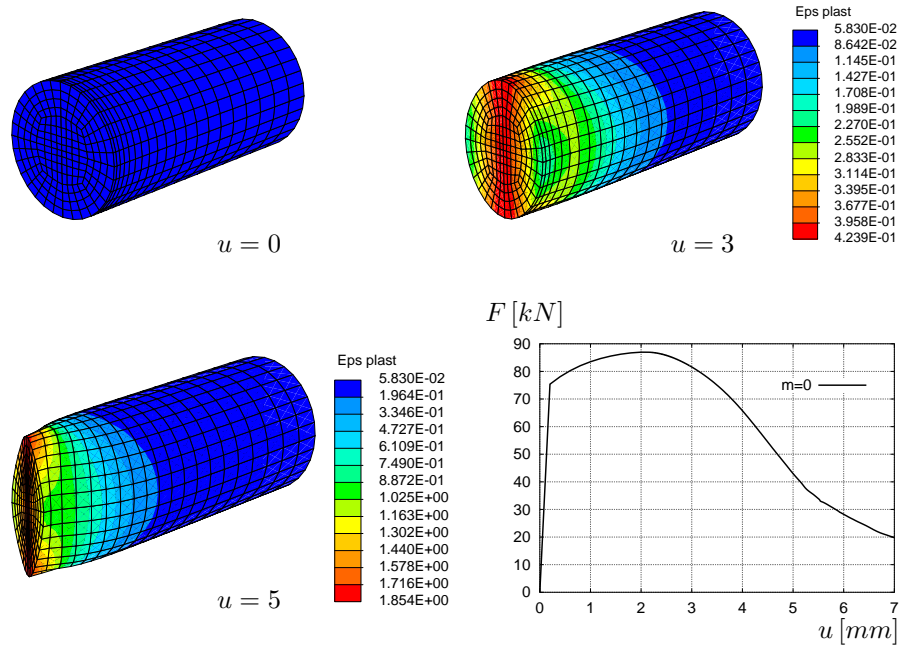 Eps plast
5.830E-02
8.642E-02
1.145E-01
1.427E-01
1.708E-01
1.989E-01
2.270E-01
2.552E-01
2.833E-01
3.114E-01
3.395E-01
3.677E-01
3.958E-01
4.239E-01
u = 0
u = 3
Eps plast
5.830E-02
1.964E-01
3.346E-01
4.727E-01
6.109E-01
7.490E-01
8.872E-01
1.025E+00
1.163E+00
1.302E+00
1.440E+00
1.578E+00
1.716E+00
1.854E+00
u = 5
F [kN]
90
80
70
60
50
40
30
20
10
0
m=0
0 1 2 3 4 5 6 7
u [mm]